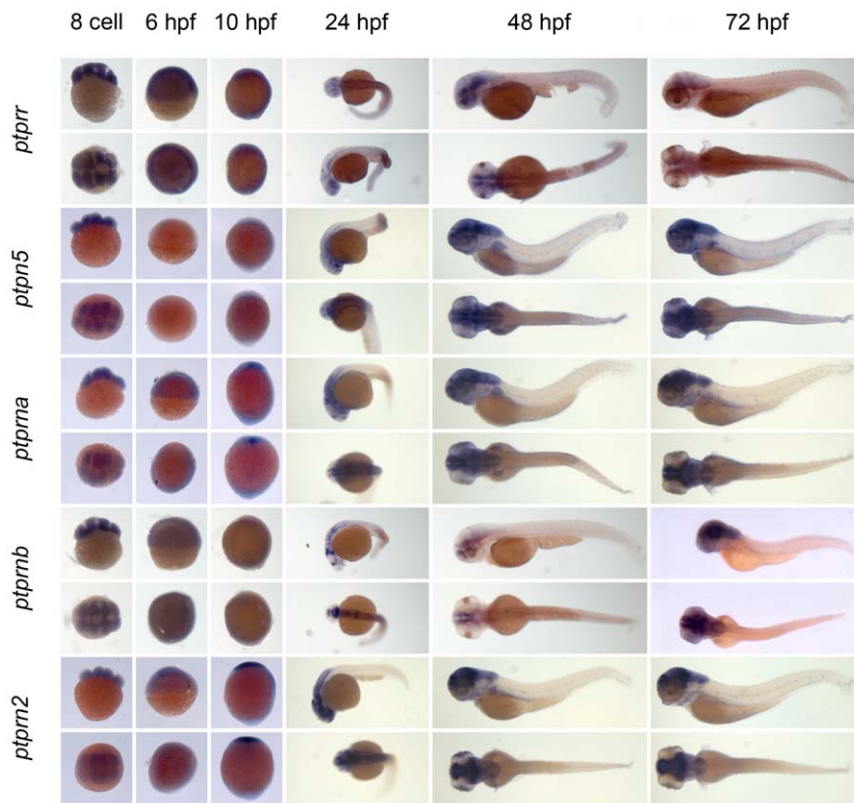 8 cell 6 hpf 10 hpf 24 hpf 48 hpf 72 hpf
ptprr
ptpn5
ptprna
ptprnb
ptprn2